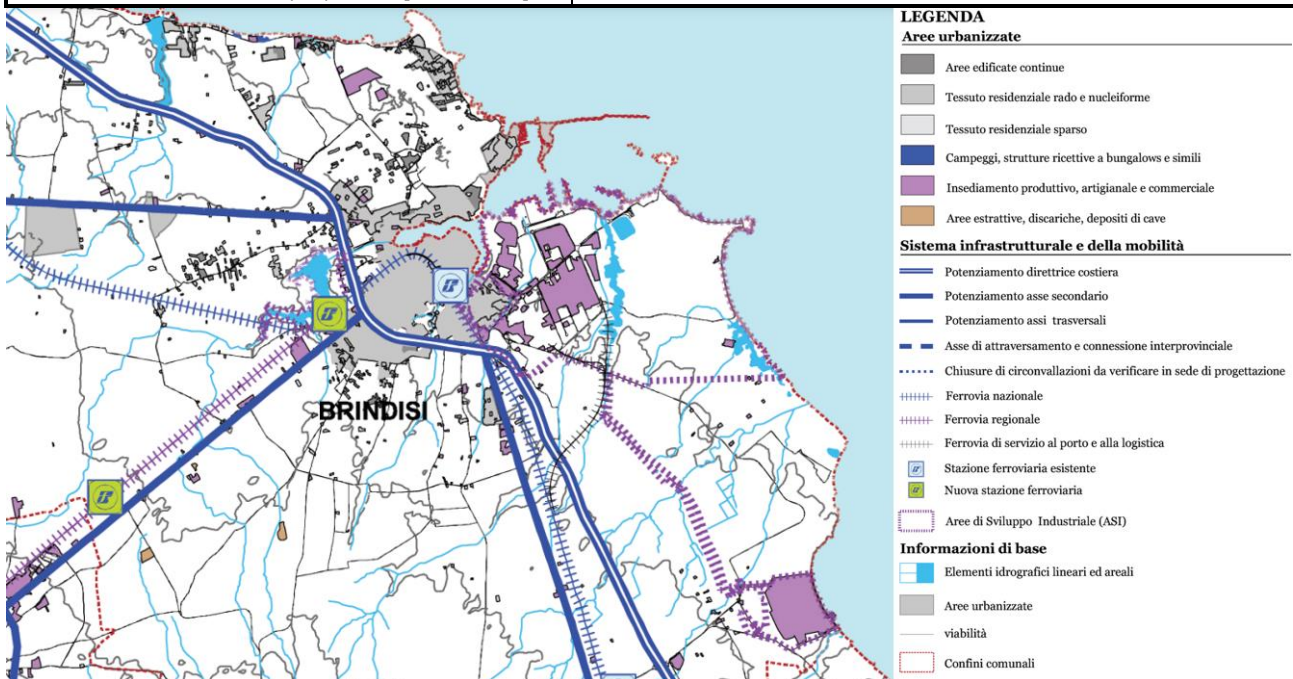 BRINDISI
LEGENDA
Aree urbanizzate
Aree edificate continue
Tessuto residenziale rado e nucleiforme
Tessuto residenziale sparso
Campeggi, strutture ricettive a bungalows e simili
Insediamento produttivo, artigianale e commerciale
Aree estrattive, discariche, depositi di cave
Sistema infrastrutturale e della mobilità
Potenziamento direttrice costiera
Potenziamento asse secondario
Potenziamento assi trasversali
Asse di attraversamento e connessione interprovinciale
Chiusure di circonvallazioni da verificare in sede di progettazione
Ferrovia nazionale
Ferrovia regionale
Ferrovia di servizio al porto e alla logistica
Stazione ferroviaria esistente
Nuova stazione ferroviaria
Aree di Sviluppo Industriale (ASI)
Informazioni di base
Elementi idrografici lineari ed areali
Aree urbanizzate
viabilità
Confini comunali